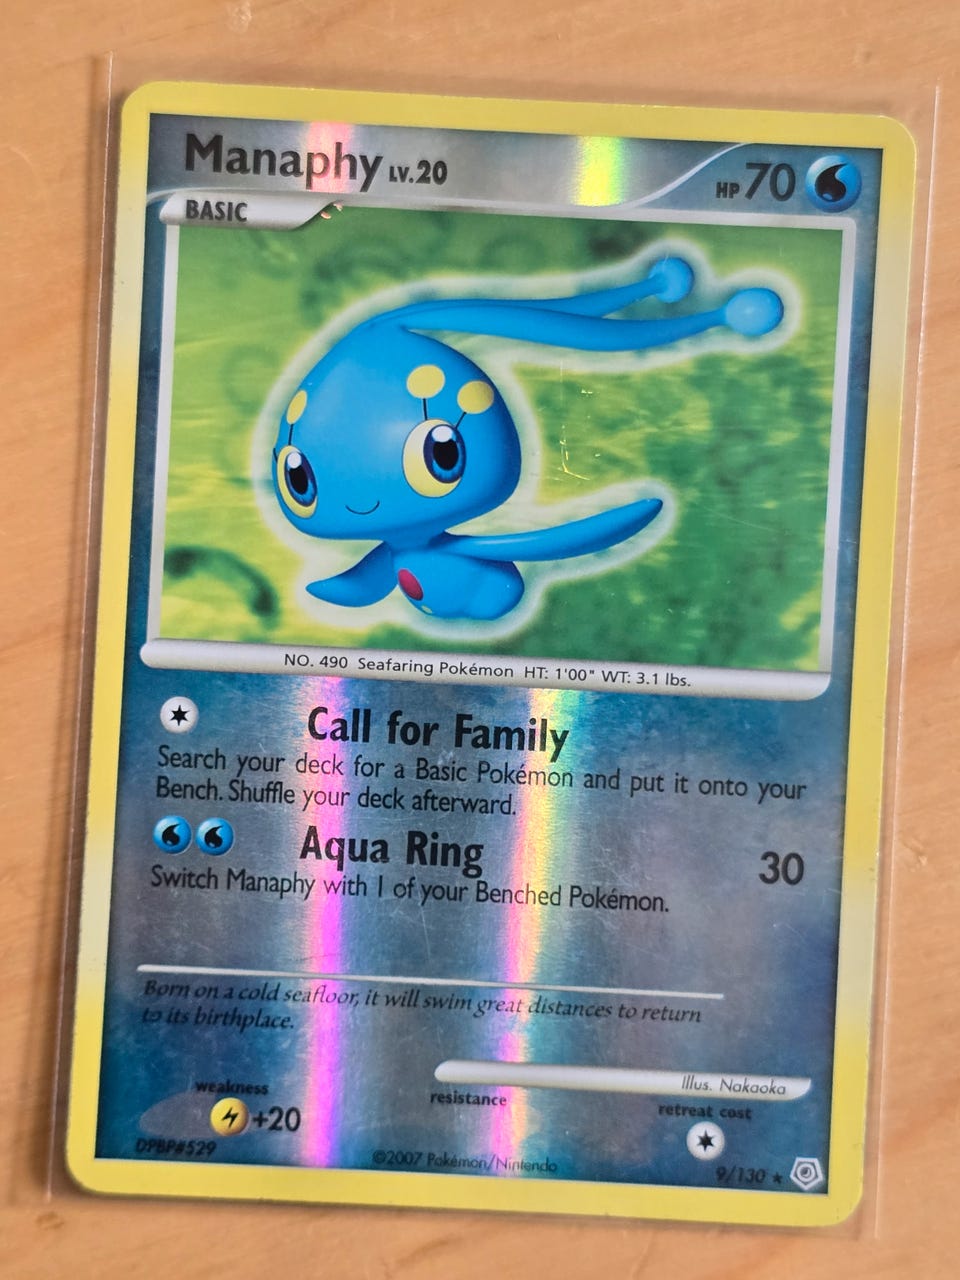 Manaphy LV.20
HP 70
BASIC
NO. 490 Seafaring Pokémon HT: 1'00" WT: 3.1 lbs.
Call for Family
Search your deck for a Basic Pokémon and put it onto your
Bench. Shuffle your deck afterward.
Aqua Ring 30
Switch Manaphy with 1 of your Benched Pokémon.
Born on a cold seafloor, it will swim great distances to return
to its birthplace.
Illus. Nakaoka
weakness resistance retreat cost
+20
DPBP#529
©2007 Pokémon/Nintendo
9/130 ★